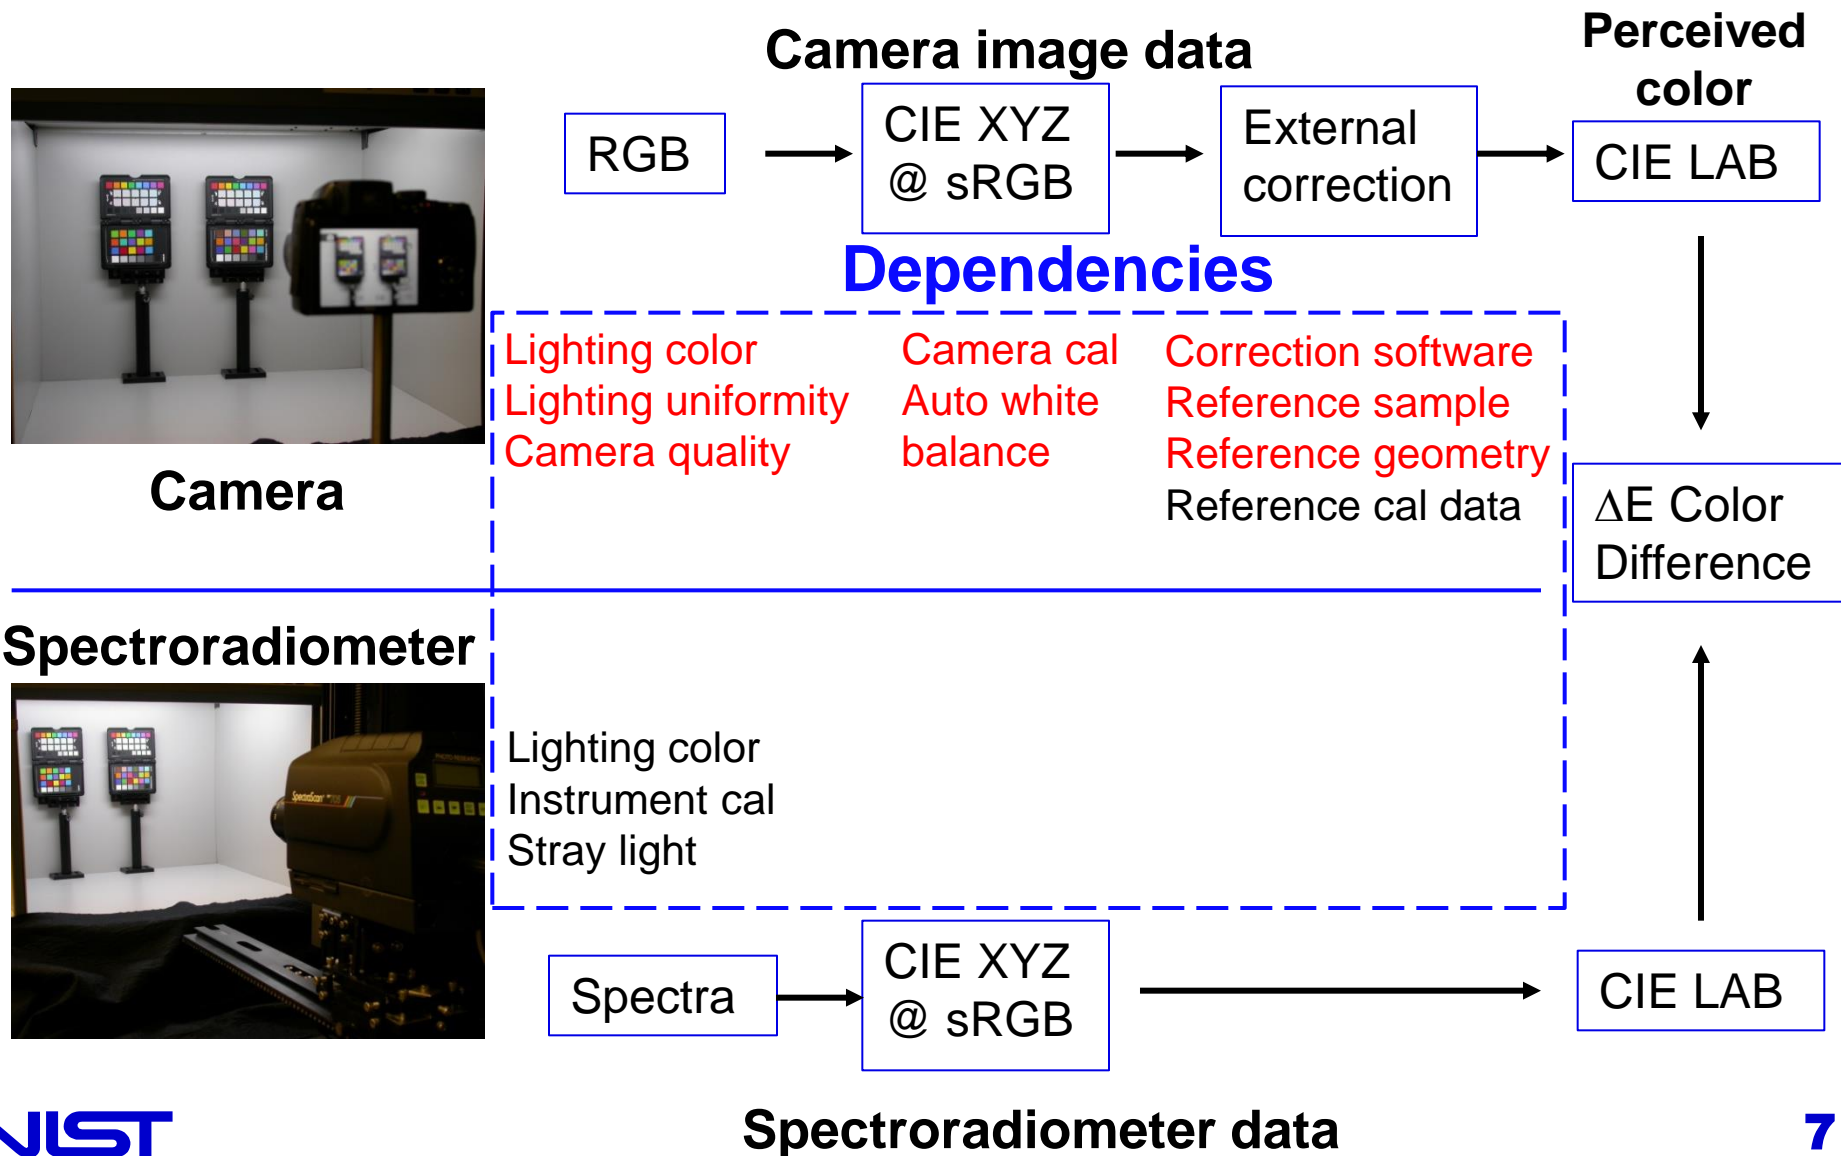 Camera image data
Perceived
color
RGB
CIE XYZ
@ sRGB
External
correction
CIE LAB
Dependencies
Lighting color
Lighting uniformity
Camera quality
Camera cal
Auto white
balance
Correction software
Reference sample
Reference geometry
Reference cal data
Camera
ΔE Color
Difference
Spectroradiometer
SpectraScan
Lighting color
Instrument cal
Stray light
Spectra
CIE XYZ
@ sRGB
CIE LAB
NIST
Spectroradiometer data
7